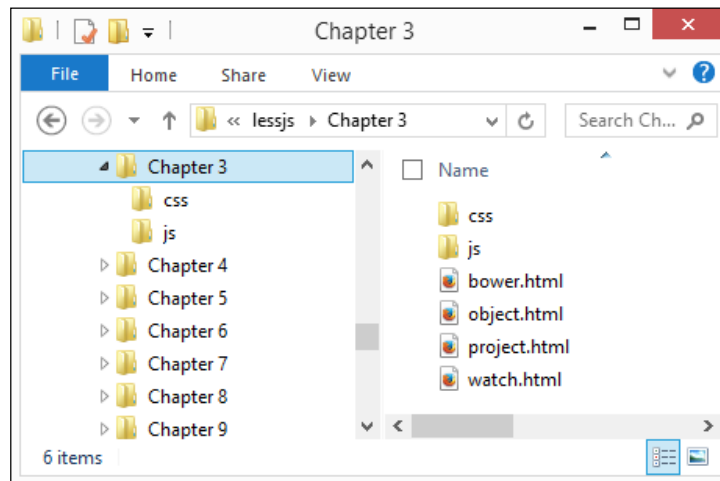 Chapter 3
File Home Share View
« lessjs Chapter 3
Search Ch...
Chapter 3
css
js
Chapter 4
Chapter 5
Chapter 6
Chapter 7
Chapter 8
Chapter 9
Name
css
js
bower.html
object.html
project.html
watch.html
6 items